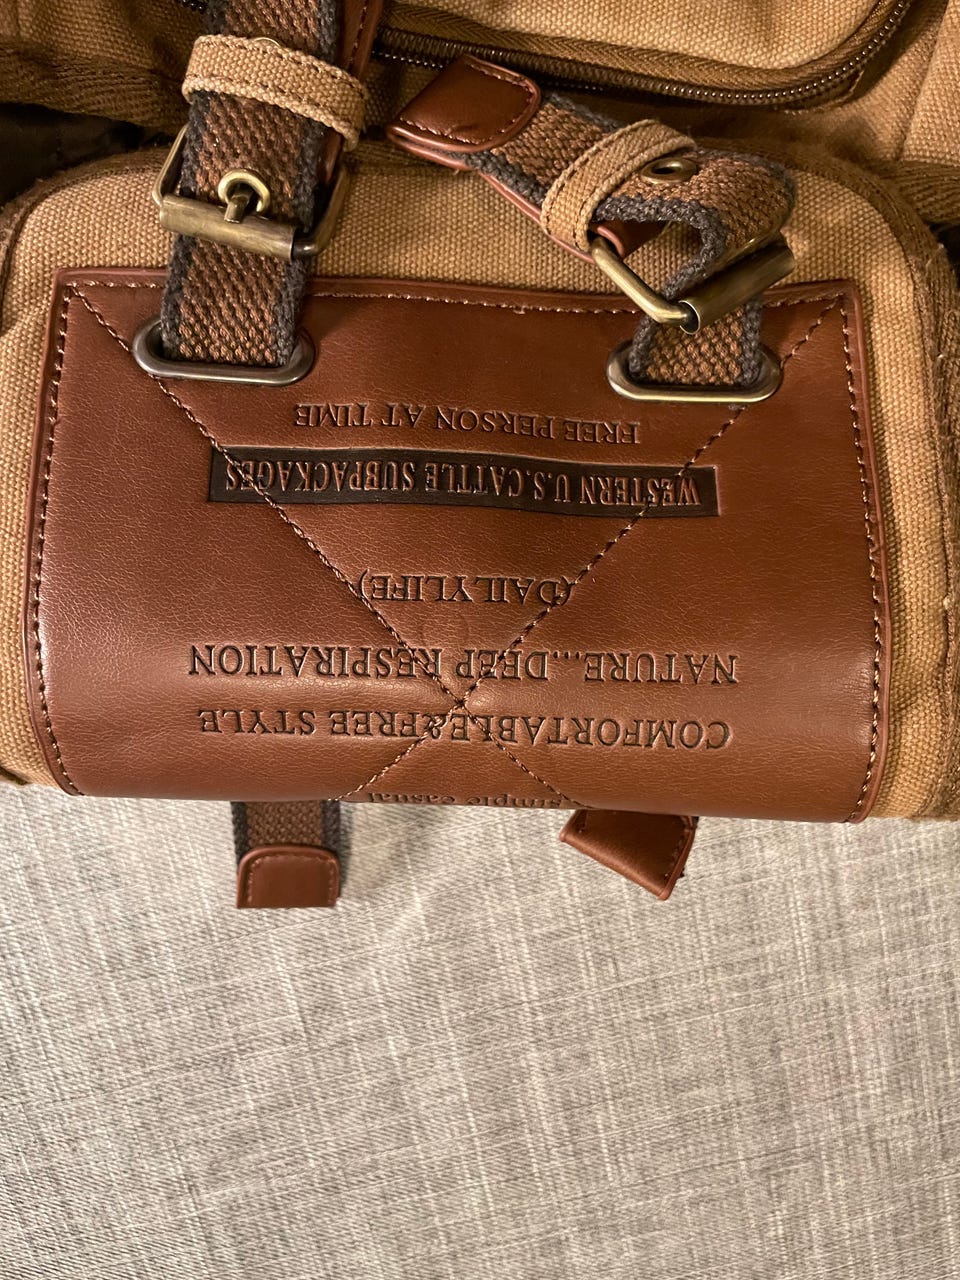 simple casual
COMFORTABLE&FREE STYLE
NATURE...DEEP RESPIRATION
(DAILYLIFE)
WESTERN U.S.CATTLE SUBPACKAGES
FREE PERSON AT TIME